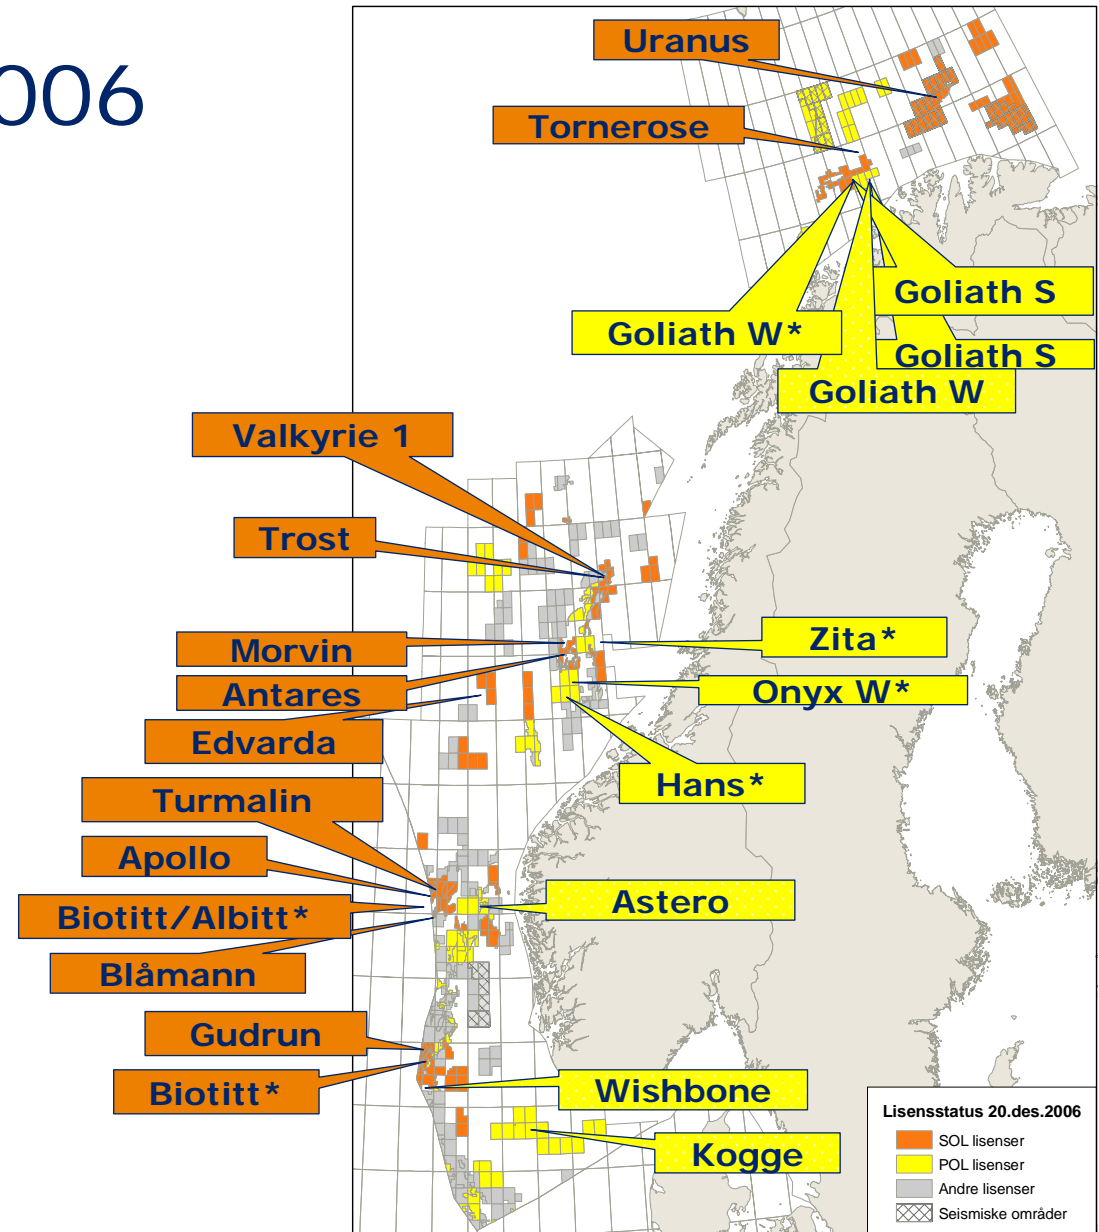 006
Uranus
Tornerose
Goliath S
Goliath W*
Goliath S
Goliath W
Valkyrie 1
Trost
Morvin
Zita*
Antares
Onyx W*
Edvarda
Hans*
Turmalin
Apollo
Biotitt/Albitt*
Astero
Blåmann
Gudrun
Biotitt*
Wishbone
Kogge
Lisensstatus 20.des.2006
SOL lisenser
POL lisenser
Andre lisenser
Seismiske områder